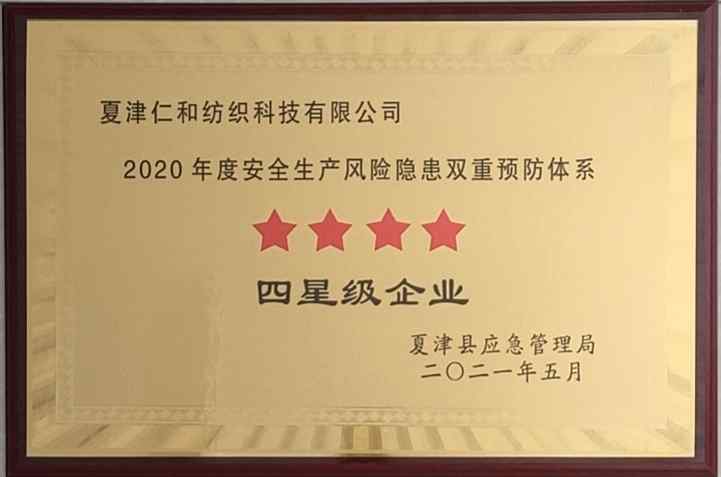 夏津仁和纺织科技有限公司
2020年度安全生产风险隐患双重预防体系
四星级企业
夏津县应急管理局
二〇二一年五月